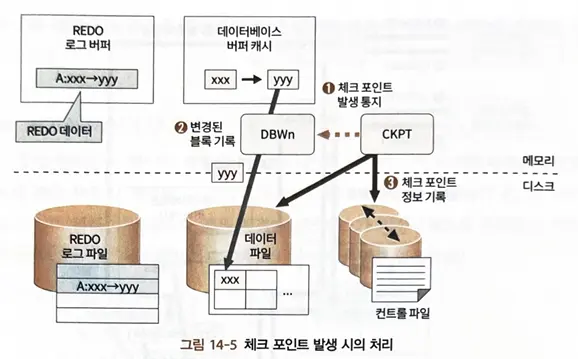 REDO
로그 버퍼
A:xxx→yyy
REDO 데이터
데이터베이스
버퍼 캐시
xxx
yyy
❶ 체크 포인트
발생 통지
❷ 변경된
블록 기록
DBWn
CKPT
메모리
디스크
yyy
❸ 체크 포인트
정보 기록
REDO
로그 파일
A:xxx→yyy
데이터
파일
xxx
...
컨트롤 파일
그림 14-5 체크 포인트 발생 시의 처리